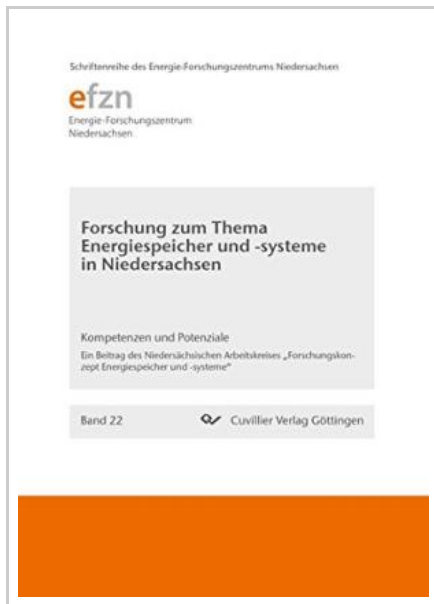 Schriftenreihe des Energie-Forschungszentrums Niedersachsen
efzn
Energie-Forschungszentrum
Niedersachsen
Forschung zum Thema
Energiespeicher und -systeme
in Niedersachsen
Kompetenzen und Potenziale
Ein Beitrag des Niedersächsischen Arbeitskreises „Forschungskon-
zept Energiespeicher und -systeme“
Band 22
Cuvillier Verlag Göttingen